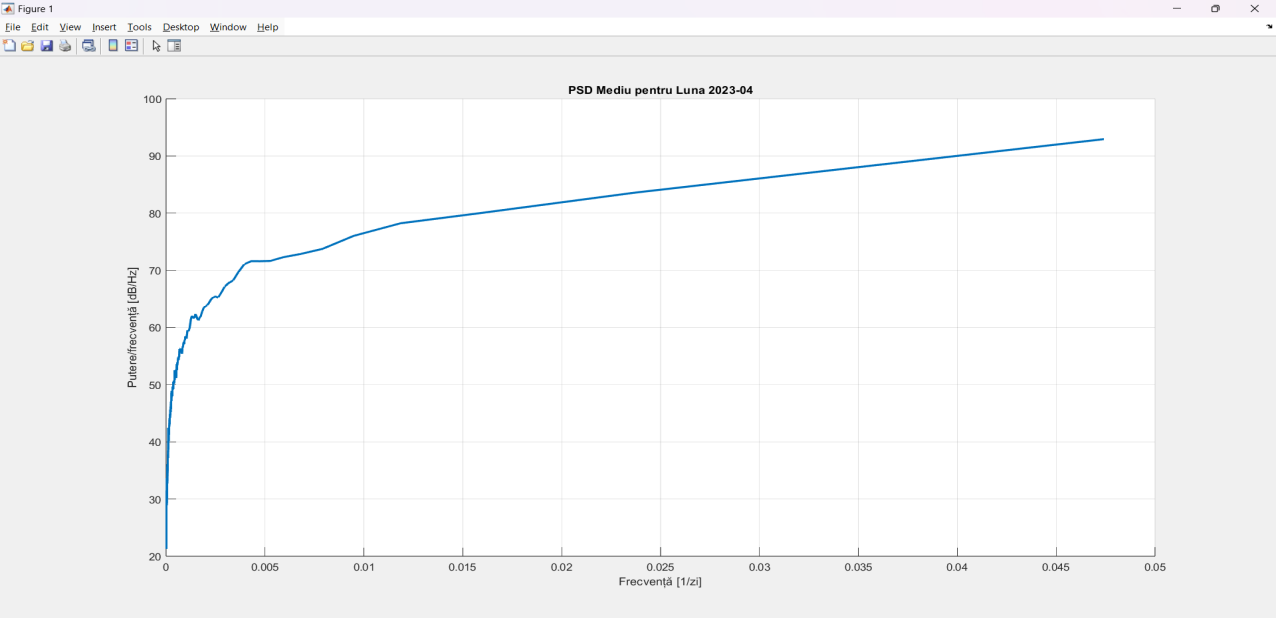 Figure 1
File Edit View Insert Tools Desktop Window Help
PSD Mediu pentru Luna 2023-04
100
90
80
70
60
50
40
30
20
Putere/frecvență [dB/Hz]
0 0.005 0.01 0.015 0.02 0.025 0.03 0.035 0.04 0.045 0.05
Frecvență [1/zi]